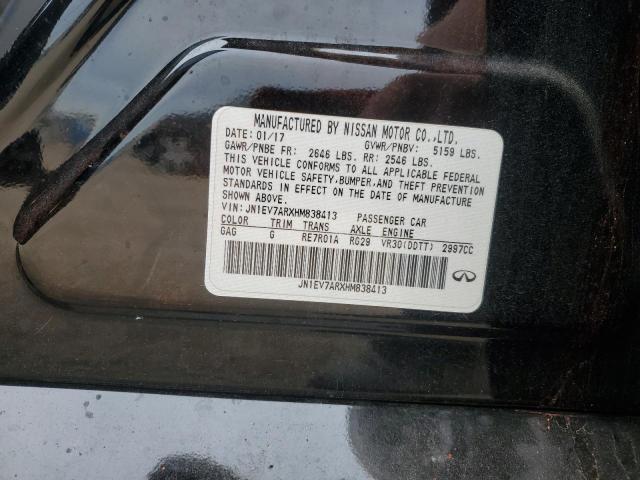 MANUFACTURED BY NISSAN MOTOR CO.,LTD.
DATE: 01/17 GVWR/PNBV: 5159 LBS.
GAWR/PNBE FR: 2646 LBS. RR: 2546 LBS.
THIS VEHICLE CONFORMS TO ALL APPLICABLE FEDERAL
MOTOR VEHICLE SAFETY,BUMPER,AND THEFT PREVENTION
STANDARDS IN EFFECT ON THE DATE OF MANUFACTURE
SHOWN ABOVE.
VIN: JN1EV7ARXHM838413 PASSENGER CAR
COLOR TRIM TRANS AXLE ENGINE
GAG G RE7R01A RG29 VR30(DDTT) 2997CC
JN1EV7ARXHM838413